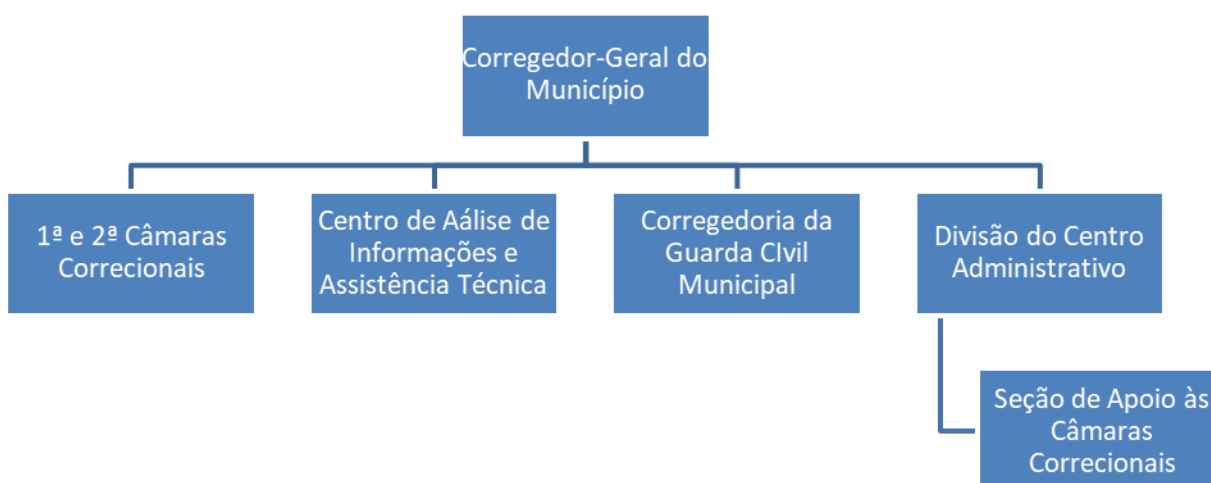 Corregedor-Geral do
Município
1ª e 2ª Câmaras
Correcionais
Centro de Aálise de
Informações e
Assistência Técnica
Corregedoria da
Guarda CIvil
Municipal
Divisão do Centro
Administrativo
Seção de Apoio às
Câmaras
Correcionais